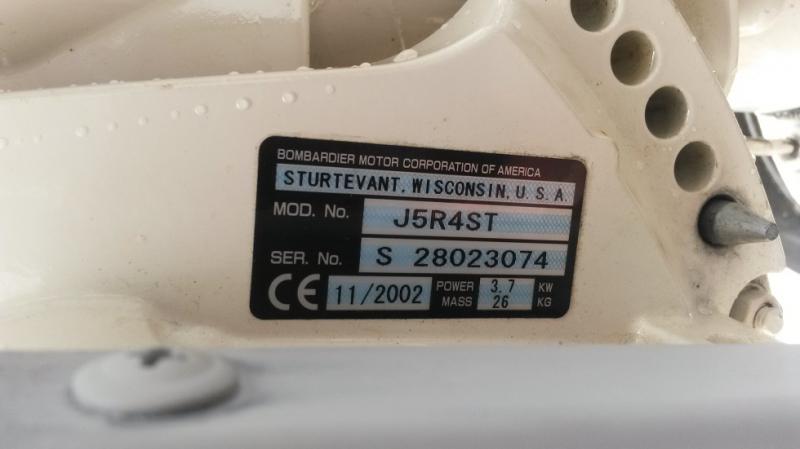 BOMBARDIER MOTOR CORPORATION OF AMERICA
STURTEVANT, WISCONSIN, U.S.A.
MOD. No. J5R4ST
SER. No. S 28023074
CE 11/2002 POWER 3.7 KW
MASS 26 KG